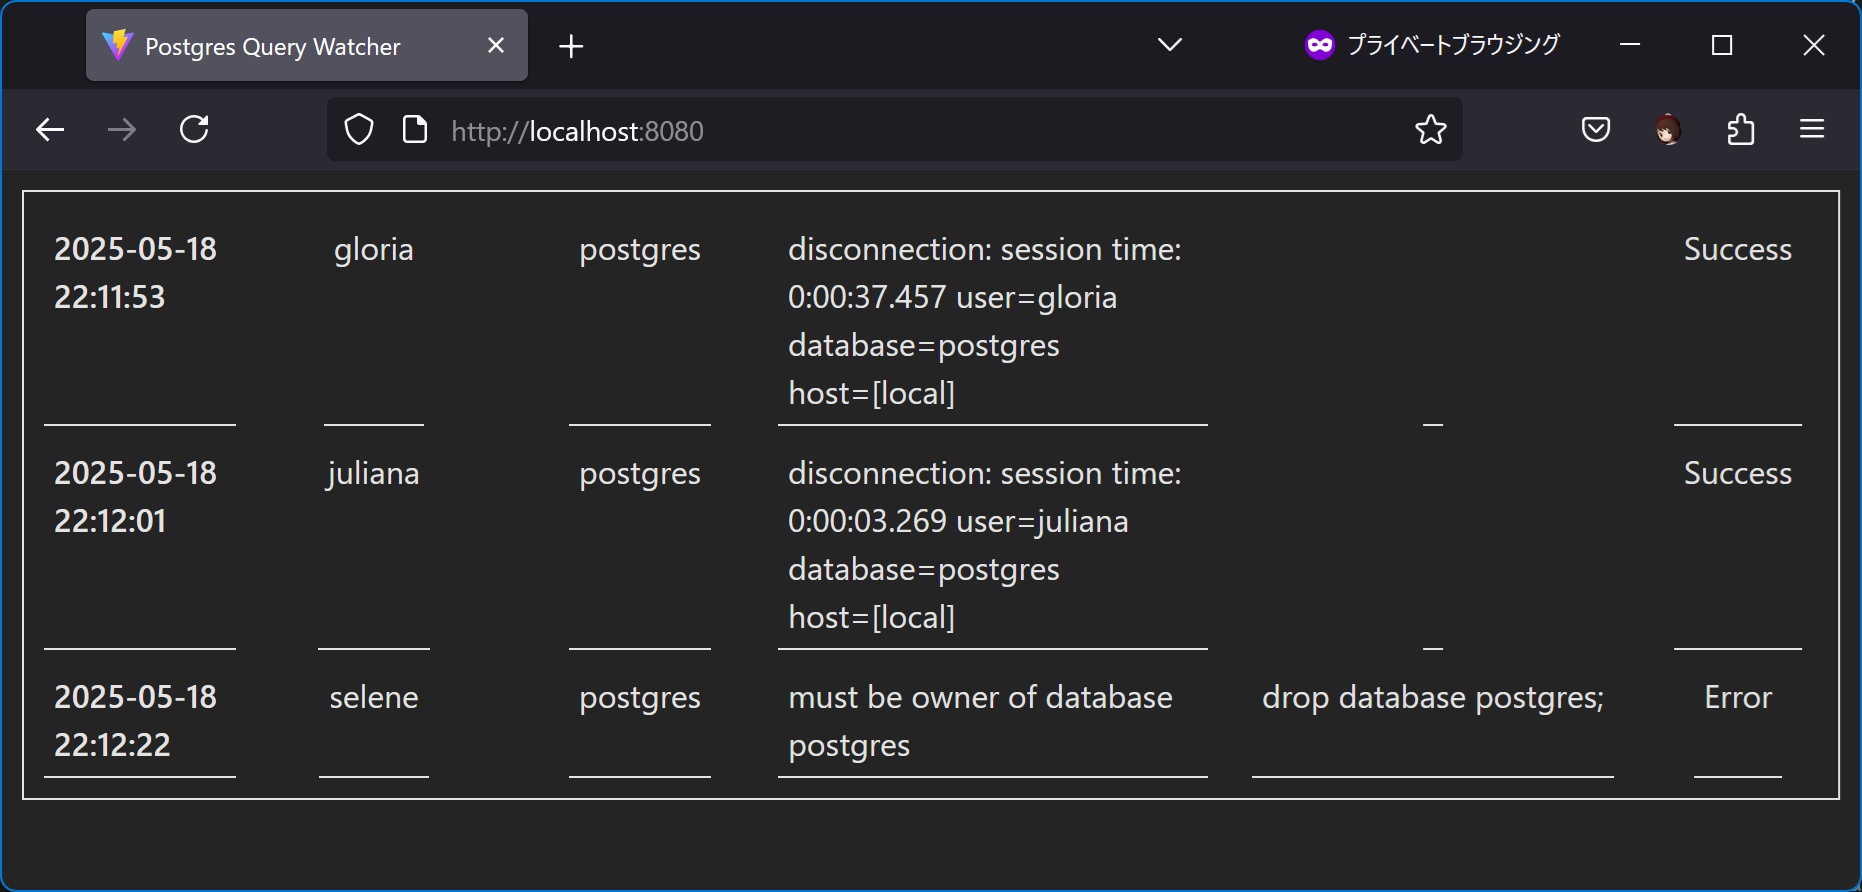 Postgres Query Watcher
プライベートブラウジング
http://localhost:8080
2025-05-18 22:11:53
gloria
postgres
disconnection: session time:
0:00:37.457 user=gloria
database=postgres
host=[local]
Success
2025-05-18 22:12:01
juliana
postgres
disconnection: session time:
0:00:03.269 user=juliana
database=postgres
host=[local]
Success
2025-05-18 22:12:22
selene
postgres
must be owner of database
postgres
drop database postgres;
Error